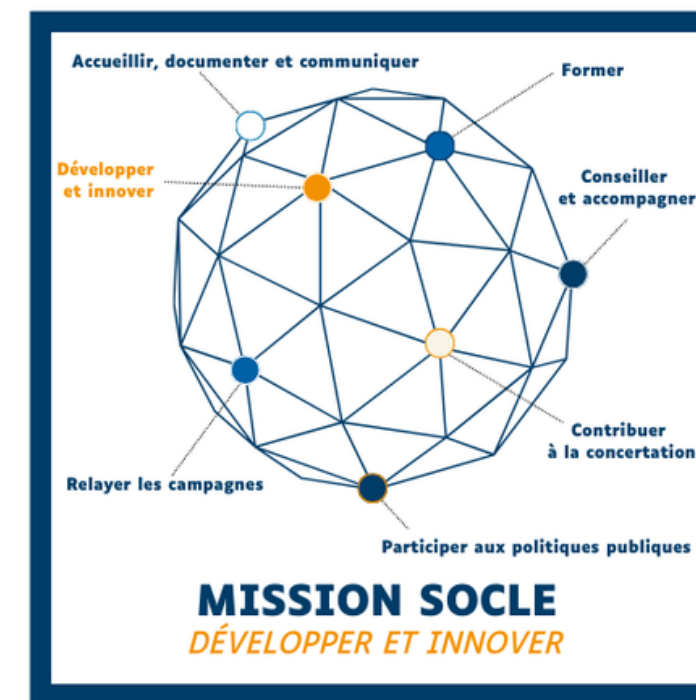 Accueillir, documenter et communiquer
Former
Développer
et innover
Conseiller
et accompagner
Contribuer
à la concertation
Relayer les campagnes
Participer aux politiques publiques
MISSION SOCLE
DÉVELOPPER ET INNOVER